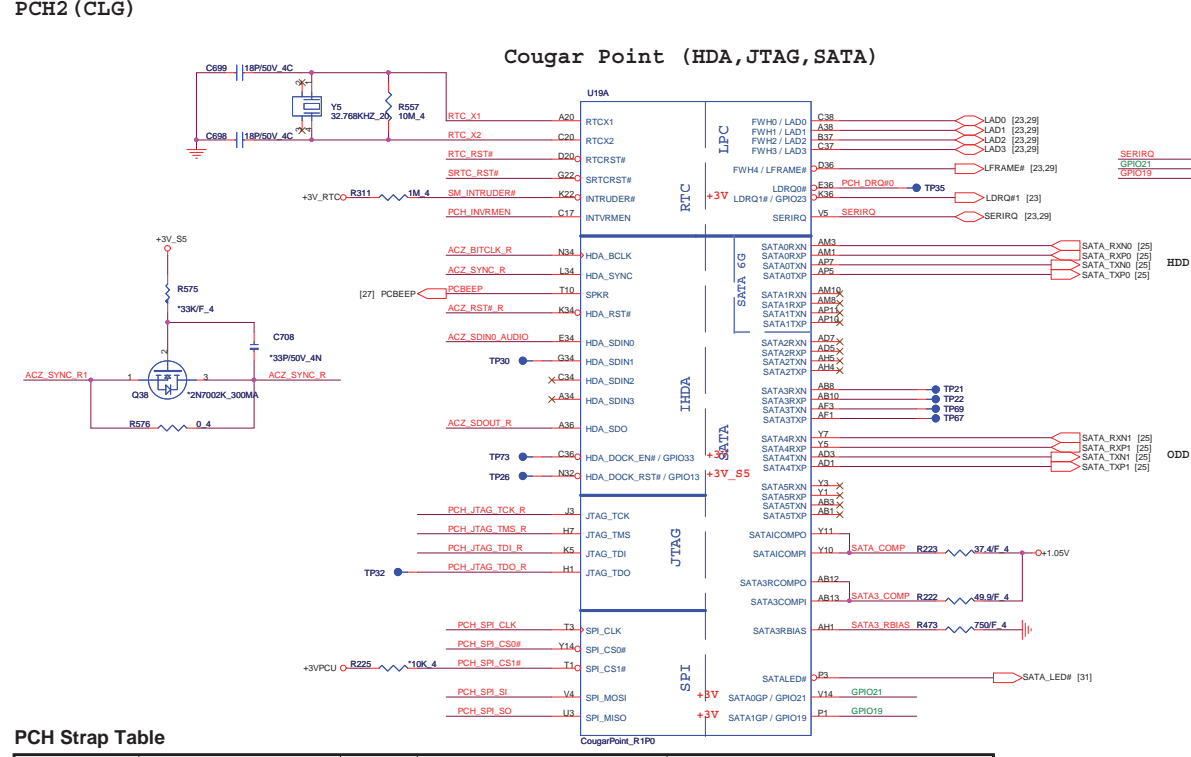 PCH2 (CLG)
Cougar Point (HDA,JTAG,SATA)
C699 18P/50V_4C
Y5
32.768KHZ_20
R557
10M_4
C698 18P/50V_4C
1
2
3
4
+3V_RTC R311 1M_4
U19A
RTC_X1 A20 RTCX1
RTC_X2 C20 RTCX2
RTC_RST# D20 RTCRST#
SRTC_RST# G22 SRTCRST#
SM_INTRUDER# K22 INTRUDER#
PCH_INVRMEN C17 INTVRMEN
RTC
LPC
+3V
FWH0 / LAD0 C38 LAD0 [23,29]
FWH1 / LAD1 A38 LAD1 [23,29]
FWH2 / LAD2 B37 LAD2 [23,29]
FWH3 / LAD3 C37 LAD3 [23,29]
FWH4 / LFRAME# D36 LFRAME# [23,29]
LDRQ0# E36 PCH_DRQ#0 TP35
LDRQ1# / GPIO23 K36 LDRQ#1 [23]
SERIRQ V5 SERIRQ SERIRQ [23,29]
SERIRQ
GPIO21
GPIO19
+3V_S5
R575
*33K/F_4
C708
*33P/50V_4N
2
ACZ_SYNC_R1 1 3 ACZ_SYNC_R
Q38 *2N7002K_300MA
R576 0_4
ACZ_BITCLK_R N34 HDA_BCLK
ACZ_SYNC_R L34 HDA_SYNC
[27] PCBEEP PCBEEP T10 SPKR
ACZ_RST#_R K34 HDA_RST#
ACZ_SDIN0_AUDIO E34 HDA_SDIN0
TP30 G34 HDA_SDIN1
C34 HDA_SDIN2
A34 HDA_SDIN3
ACZ_SDOUT_R A36 HDA_SDO
TP73 C36 HDA_DOCK_EN# / GPIO33 +3V
TP26 N32 HDA_DOCK_RST# / GPIO13 +3V_S5
IHDA
SATA 6G
SATA
SATA0RXN AM3 SATA_RXN0 [25]
SATA0RXP AM1 SATA_RXP0 [25]
SATA0TXN AP7 SATA_TXN0 [25]
SATA0TXP AP5 SATA_TXP0 [25]
HDD
SATA1RXN AM10
SATA1RXP AM8
SATA1TXN AP11
SATA1TXP AP10
SATA2RXN AD7
SATA2RXP AD5
SATA2TXN AH5
SATA2TXP AH4
SATA3RXN AB8 TP21
SATA3RXP AB10 TP22
SATA3TXN AF3 TP69
SATA3TXP AF1 TP67
SATA4RXN Y7 SATA_RXN1 [25]
SATA4RXP Y5 SATA_RXP1 [25]
SATA4TXN AD3 SATA_TXN1 [25]
SATA4TXP AD1 SATA_TXP1 [25]
ODD
SATA5RXN Y3
SATA5RXP Y1
SATA5TXN AB3
SATA5TXP AB1
PCH_JTAG_TCK_R J3 JTAG_TCK
PCH_JTAG_TMS_R H7 JTAG_TMS
PCH_JTAG_TDI_R K5 JTAG_TDI
TP32 PCH_JTAG_TDO_R H1 JTAG_TDO
JTAG
SATAICOMPO Y11
SATAICOMPI Y10 SATA_COMP R223 37.4/F_4 +1.05V
SATA3RCOMPO AB12
SATA3COMPI AB13 SATA3_COMP R222 49.9/F_4
SATA3RBIAS AH1 SATA3_RBIAS R473 750/F_4
PCH_SPI_CLK T3 SPI_CLK
PCH_SPI_CS0# Y14 SPI_CS0#
+3VPCU R225 *10K_4 PCH_SPI_CS1# T1 SPI_CS1#
PCH_SPI_SI V4 SPI_MOSI
PCH_SPI_SO U3 SPI_MISO
SPI
SATALED# P3 SATA_LED# [31]
+3V SATA0GP / GPIO21 V14 GPIO21
+3V SATA1GP / GPIO19 P1 GPIO19
CougarPoint_R1P0
PCH Strap Table